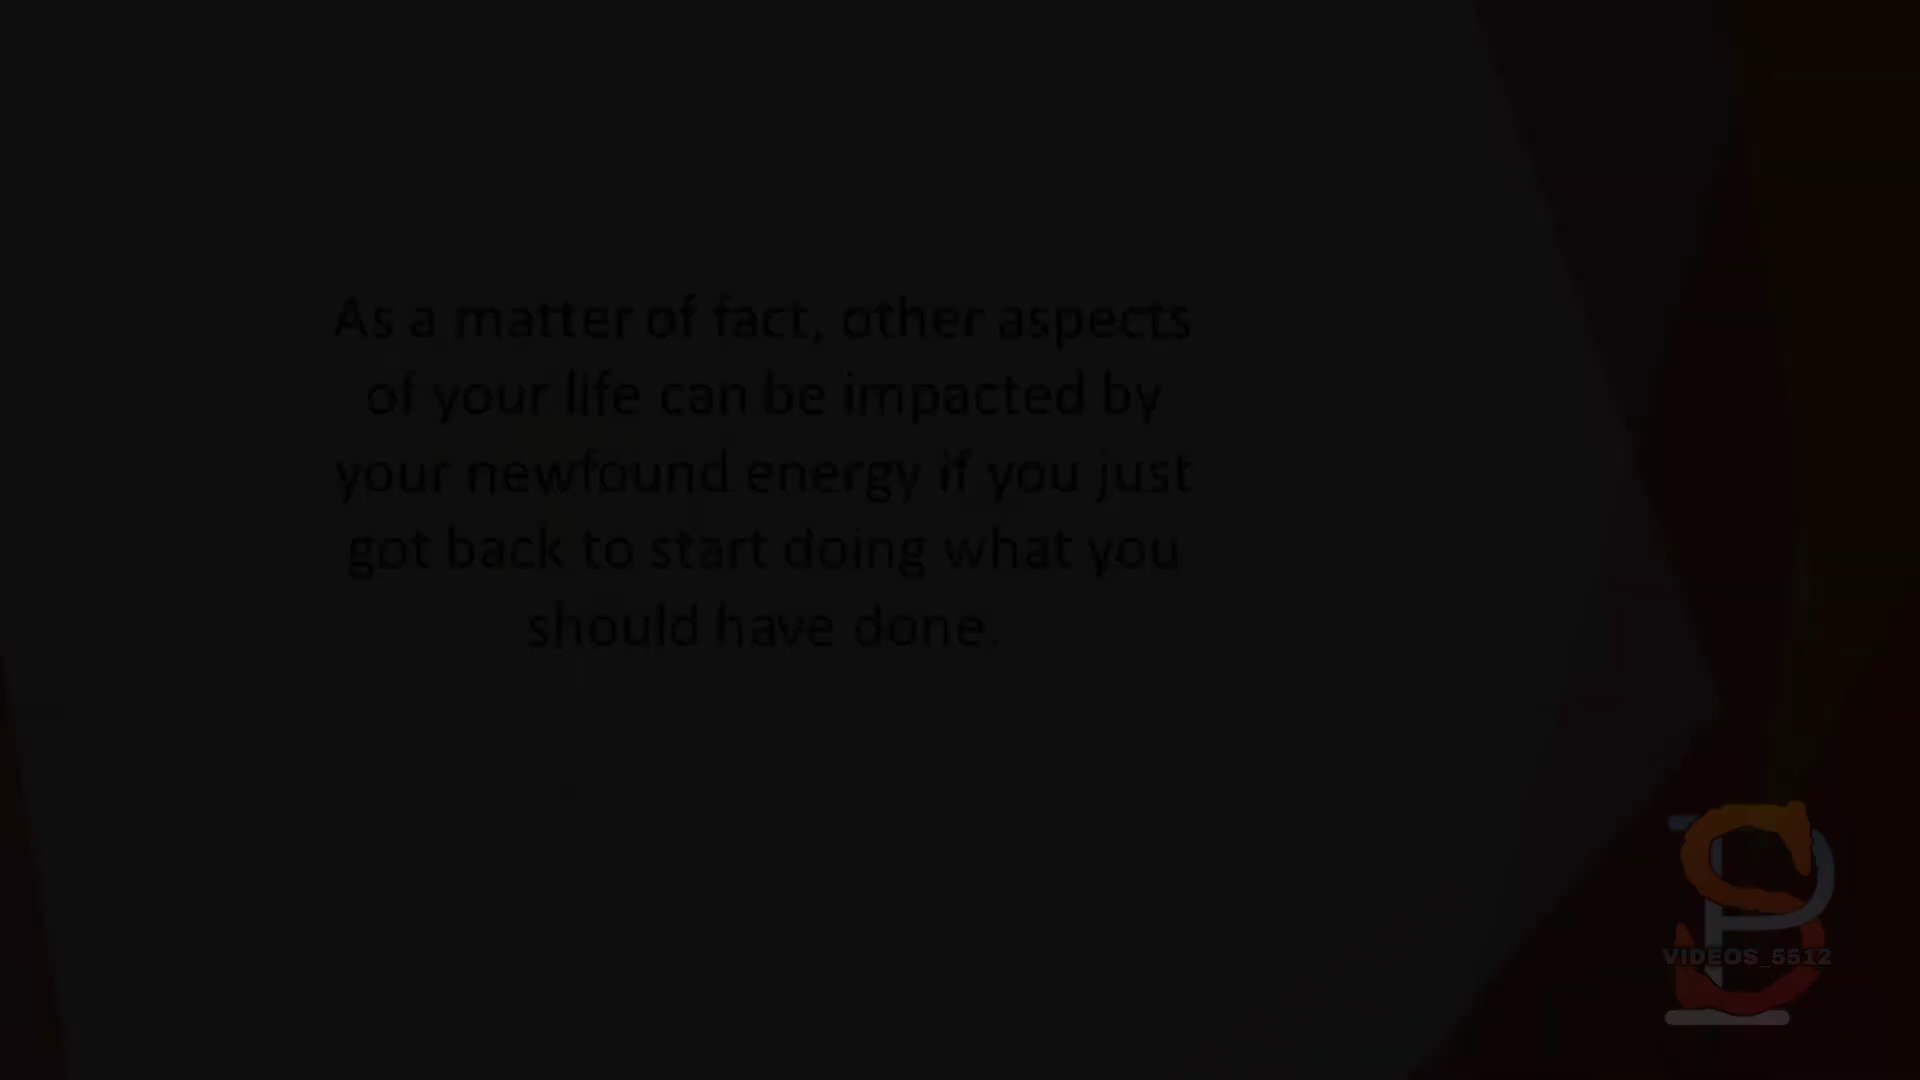 As a matter of fact, other aspects
of your life can be impacted by
your newfound energy if you just
got back to start doing what you
should have done.
VIDEOS_5512